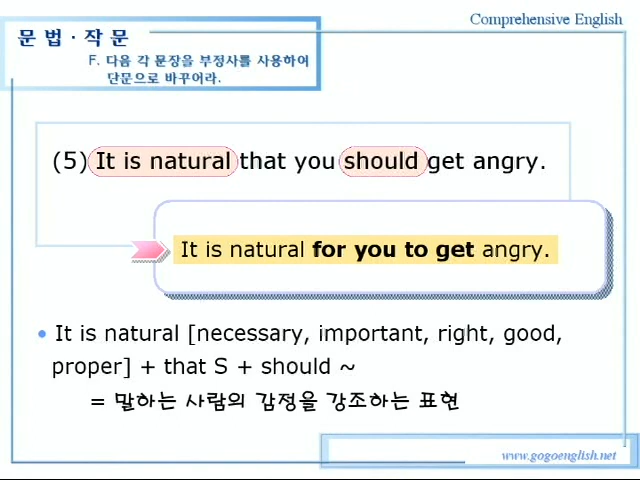 Comprehensive English
문 법 · 작 문
F. 다음 각 문장을 부정사를 사용하여
단문으로 바꾸어라.
(5) It is natural that you should get angry.
It is natural for you to get angry.
• It is natural [necessary, important, right, good,
proper] + that S + should ~
= 말하는 사람의 감정을 강조하는 표현
www.gogoenglish.net